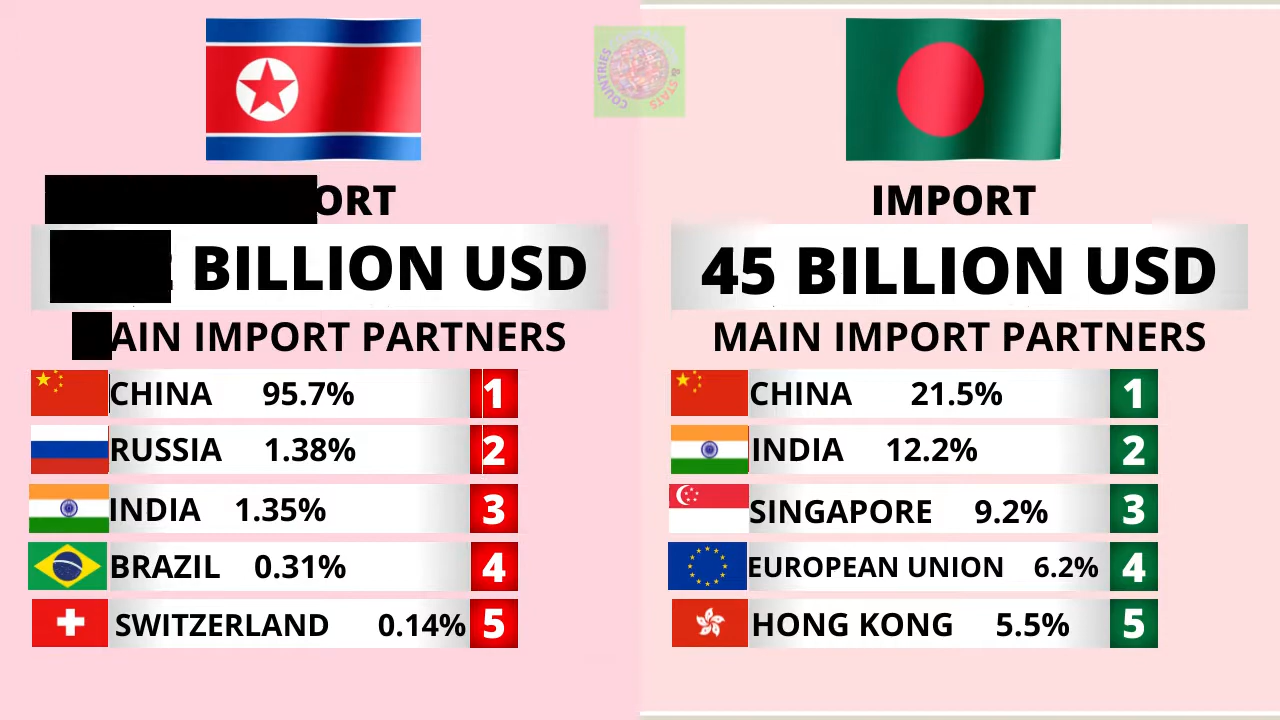 COUNTRIES & STATS
IMPORT
BILLION USD
45 BILLION USD
IMPORT PARTNERS
MAIN IMPORT PARTNERS
CHINA 95.7% 1
RUSSIA 1.38% 2
INDIA 1.35% 3
BRAZIL 0.31% 4
SWITZERLAND 0.14% 5
CHINA 21.5% 1
INDIA 12.2% 2
SINGAPORE 9.2% 3
EUROPEAN UNION 6.2% 4
HONG KONG 5.5% 5